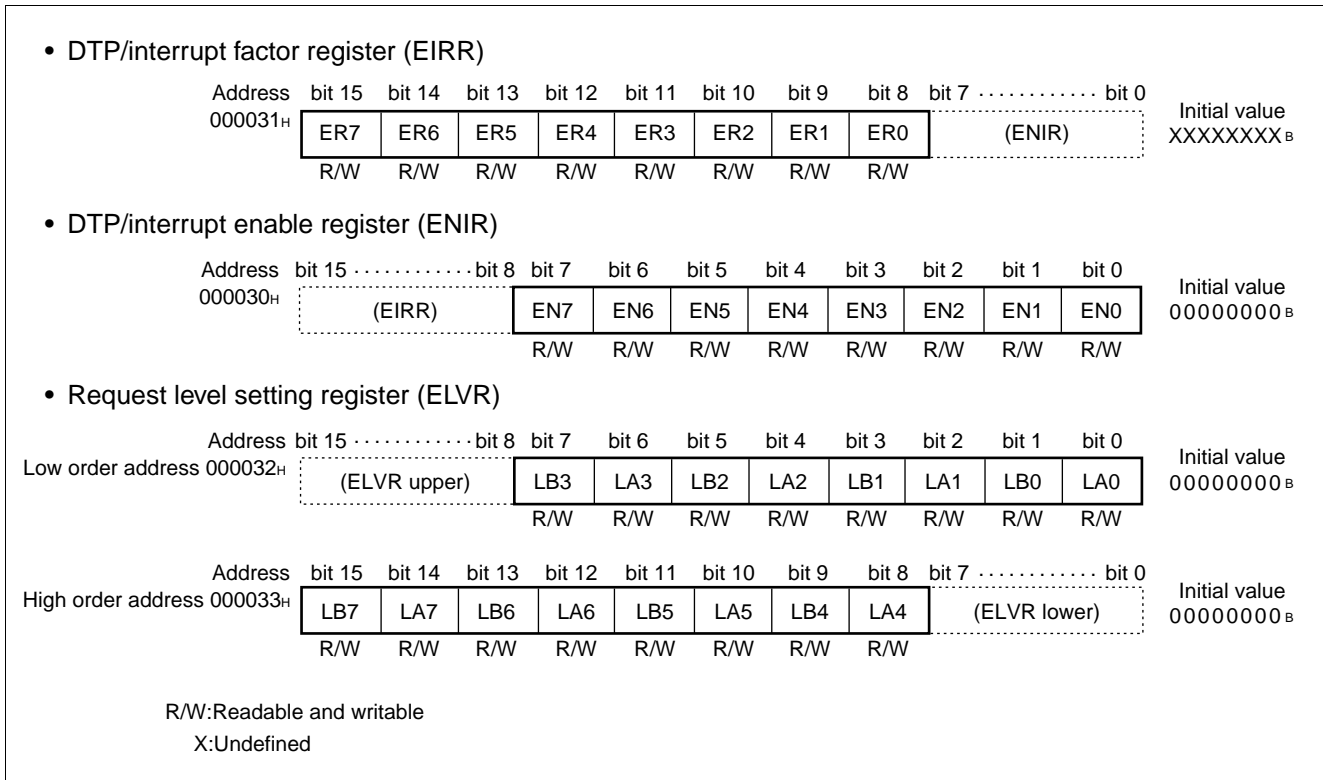 • DTP/interrupt factor register (EIRR)
Address bit 15 bit 14 bit 13 bit 12 bit 11 bit 10 bit 9 bit 8 bit 7 ············ bit 0
000031H ER7 ER6 ER5 ER4 ER3 ER2 ER1 ER0 (ENIR) Initial value XXXXXXXX B
R/W R/W R/W R/W R/W R/W R/W R/W
• DTP/interrupt enable register (ENIR)
Address bit 15 ············ bit 8 bit 7 bit 6 bit 5 bit 4 bit 3 bit 2 bit 1 bit 0
000030H (EIRR) EN7 EN6 EN5 EN4 EN3 EN2 EN1 EN0 Initial value 00000000 B
R/W R/W R/W R/W R/W R/W R/W R/W
• Request level setting register (ELVR)
Address bit 15 ············ bit 8 bit 7 bit 6 bit 5 bit 4 bit 3 bit 2 bit 1 bit 0
Low order address 000032H (ELVR upper) LB3 LA3 LB2 LA2 LB1 LA1 LB0 LA0 Initial value 00000000 B
R/W R/W R/W R/W R/W R/W R/W R/W
Address bit 15 bit 14 bit 13 bit 12 bit 11 bit 10 bit 9 bit 8 bit 7 ············ bit 0
High order address 000033H LB7 LA7 LB6 LA6 LB5 LA5 LB4 LA4 (ELVR lower) Initial value 00000000 B
R/W R/W R/W R/W R/W R/W R/W R/W
R/W:Readable and writable
X:Undefined